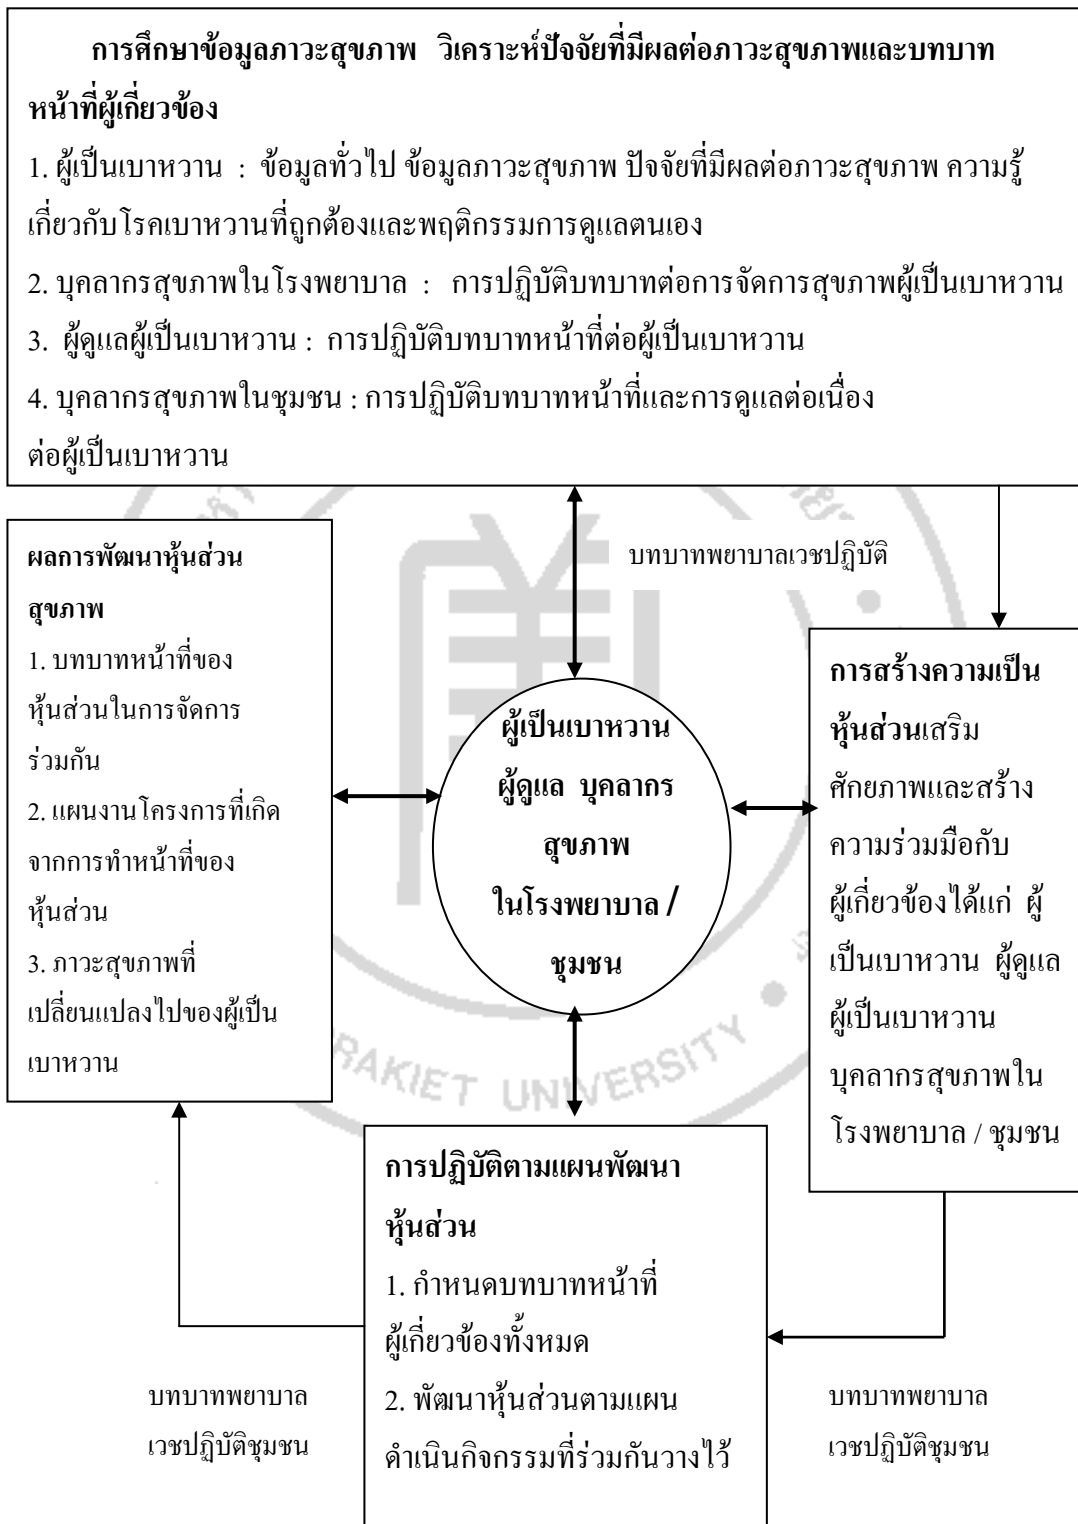 การศึกษาข้อมูลภาวะสุขภาพ วิเคราะห์ปัจจัยที่มีผลต่อภาวะสุขภาพและบทบาท
หน้าที่ผู้เกี่ยวข้อง
1. ผู้เป็นเบาหวาน : ข้อมูลทั่วไป ข้อมูลภาวะสุขภาพ ปัจจัยที่มีผลต่อภาวะสุขภาพ ความรู้
เกี่ยวกับโรคเบาหวานที่ถูกต้องและพฤติกรรมการดูแลตนเอง
2. บุคลากรสุขภาพในโรงพยาบาล : การปฏิบัติบทบาทต่อการจัดการสุขภาพผู้เป็นเบาหวาน
3. ผู้ดูแลผู้เป็นเบาหวาน : การปฏิบัติบทบาทหน้าที่ต่อผู้เป็นเบาหวาน
4. บุคลากรสุขภาพในชุมชน : การปฏิบัติบทบาทหน้าที่และการดูแลต่อเนื่อง
ต่อผู้เป็นเบาหวาน
บทบาทพยาบาลเวชปฏิบัติ
ผลการพัฒนาหุ้นส่วน
สุขภาพ
1. บทบาทหน้าที่ของ
หุ้นส่วนในการจัดการ
ร่วมกัน
2. แผนงานโครงการที่เกิด
จากการทำหน้าที่ของ
หุ้นส่วน
3. ภาวะสุขภาพที่
เปลี่ยนแปลงไปของผู้เป็น
เบาหวาน
ผู้เป็นเบาหวาน
ผู้ดูแล บุคลากร
สุขภาพ
ในโรงพยาบาล /
ชุมชน
การสร้างความเป็น
หุ้นส่วนเสริม
ศักยภาพและสร้าง
ความร่วมมือกับ
ผู้เกี่ยวข้องได้แก่ ผู้
เป็นเบาหวาน ผู้ดูแล
ผู้เป็นเบาหวาน
บุคลากรสุขภาพใน
โรงพยาบาล / ชุมชน
RAKIET UNIVERSITY
การปฏิบัติตามแผนพัฒนา
หุ้นส่วน
1. กำหนดบทบาทหน้าที่
ผู้เกี่ยวข้องทั้งหมด
2. พัฒนาหุ้นส่วนตามแผน
ดำเนินกิจกรรมที่ร่วมกันวางไว้
บทบาทพยาบาล
เวชปฏิบัติชุมชน
บทบาทพยาบาล
เวชปฏิบัติชุมชน